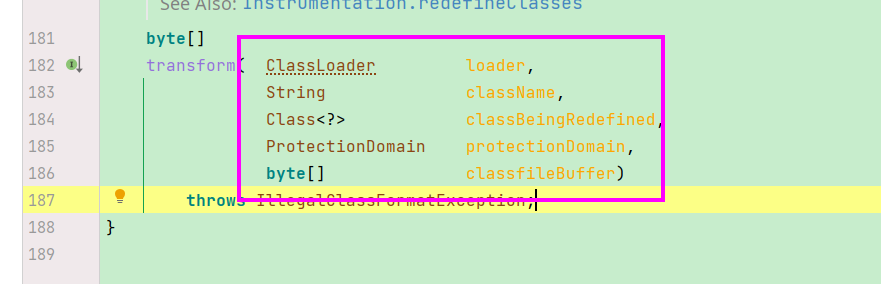 See Also: Instrumentation.redefineClasses
181 byte[]
182 transform( ClassLoader loader,
183 String className,
184 Class<?> classBeingRedefined,
185 ProtectionDomain protectionDomain,
186 byte[] classfileBuffer)
187 throws IllegalClassFormatException;
188 }
189